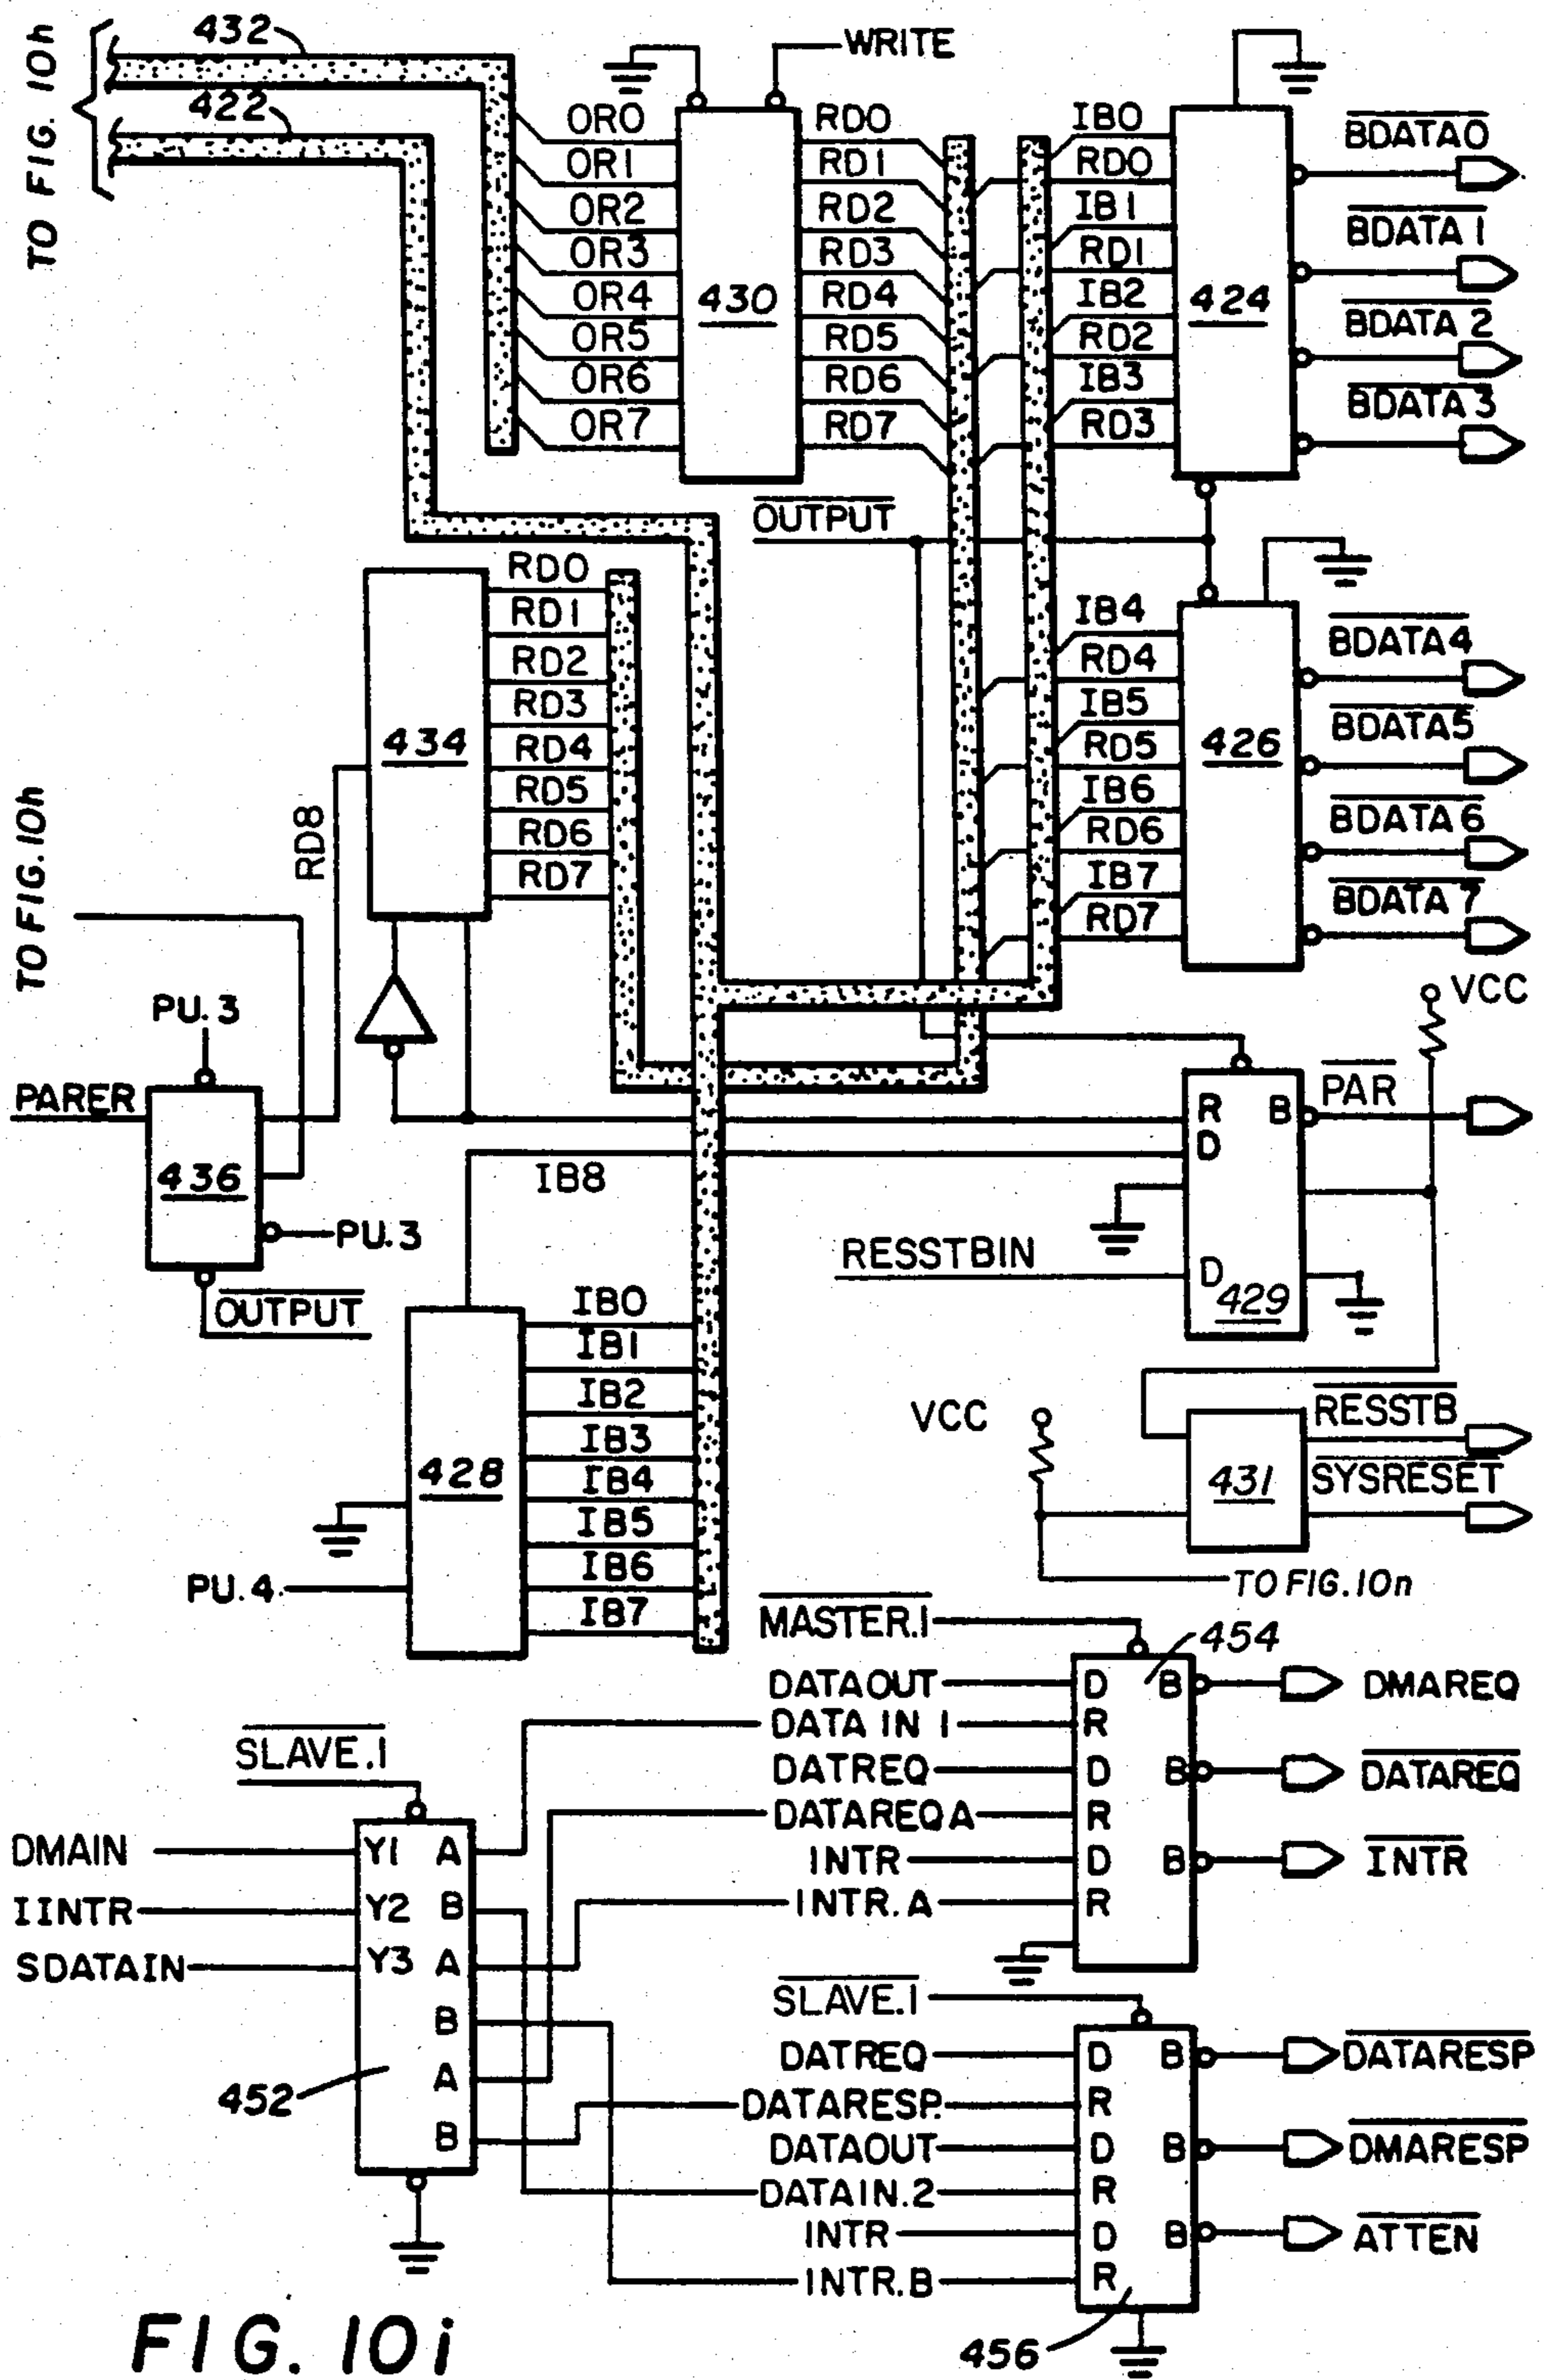 TO FIG. 10h
432
422
WRITE
OR0
OR1
OR2
OR3
OR4
OR5
OR6
OR7
430
RD0
RD1
RD2
RD3
RD4
RD5
RD6
RD7
IB0
RD0
IB1
RD1
IB2
RD2
IB3
RD3
424
BDATA0
BDATA1
BDATA2
BDATA3
OUTPUT
RD0
RD1
RD2
RD3
RD4
RD5
RD6
RD7
434
IB4
RD4
IB5
RD5
IB6
RD6
IB7
RD7
426
BDATA4
BDATA5
BDATA6
BDATA7
TO FIG. 10h
RD8
PU.3
PARER
436
PU.3
OUTPUT
VCC
R B
D
D
429
PAR
IB8
RESSTBIN
IB0
IB1
IB2
IB3
IB4
IB5
IB6
IB7
428
PU.4
VCC
431
RESSTB
SYSRESET
TO FIG. 10n
MASTER.1
454
DATAOUT D B DMAREQ
DATA IN 1 R
DATREQ D B DATAREQ
DATAREQA R
INTR D B INTR
INTR.A R
SLAVE.1
DMAIN Y1 A
IINTR Y2 B
SDATAIN Y3 A
B
A
B
452
SLAVE.1
DATREQ D B DATARESP
DATARESP. R
DATAOUT D B DMARESP
DATAIN.2 R
INTR D B ATTEN
INTR.B R
456
FIG. 10i